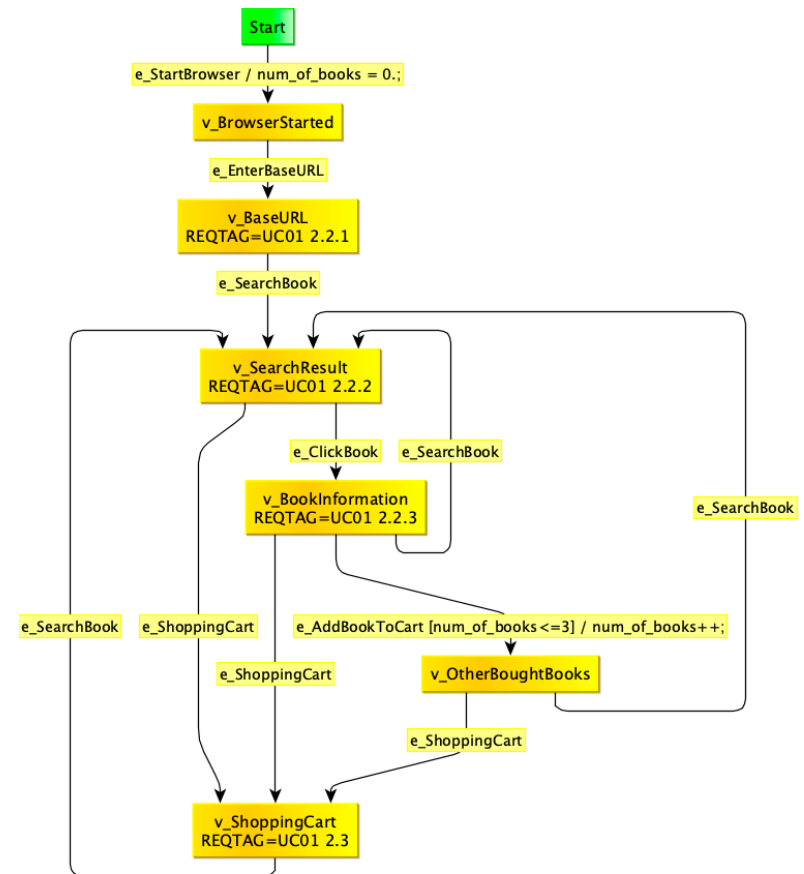 Start
e_StartBrowser / num_of_books = 0.;
v_BrowserStarted
e_EnterBaseURL
v_BaseURL
REQTAG=UC01 2.2.1
e_SearchBook
v_SearchResult
REQTAG=UC01 2.2.2
e_ClickBook
e_SearchBook
v_BookInformation
REQTAG=UC01 2.2.3
e_SearchBook
e_SearchBook
e_ShoppingCart
e_AddBookToCart [num_of_books<=3] / num_of_books++;
e_ShoppingCart
v_OtherBoughtBooks
e_ShoppingCart
v_ShoppingCart
REQTAG=UC01 2.3